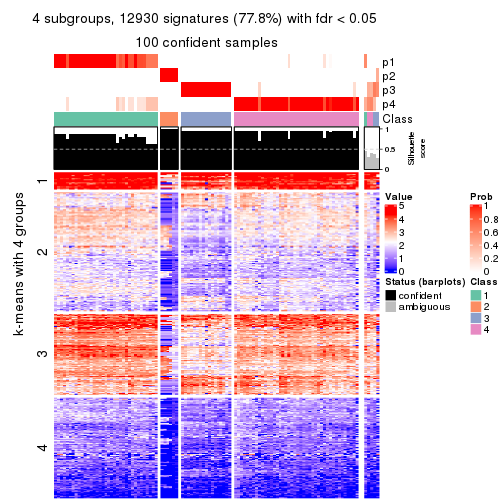 4 subgroups, 12930 signatures (77.8%) with fdr < 0.05
100 confident samples
p1
p2
p3
p4
Class
1
0.5
0
Silhouette
score
k-means with 4 groups
1
2
3
4
Value
5
4
3
2
1
0
Prob
1
0.8
0.6
0.4
0.2
0
Status (barplots)
confident
ambiguous
Class
1
2
3
4